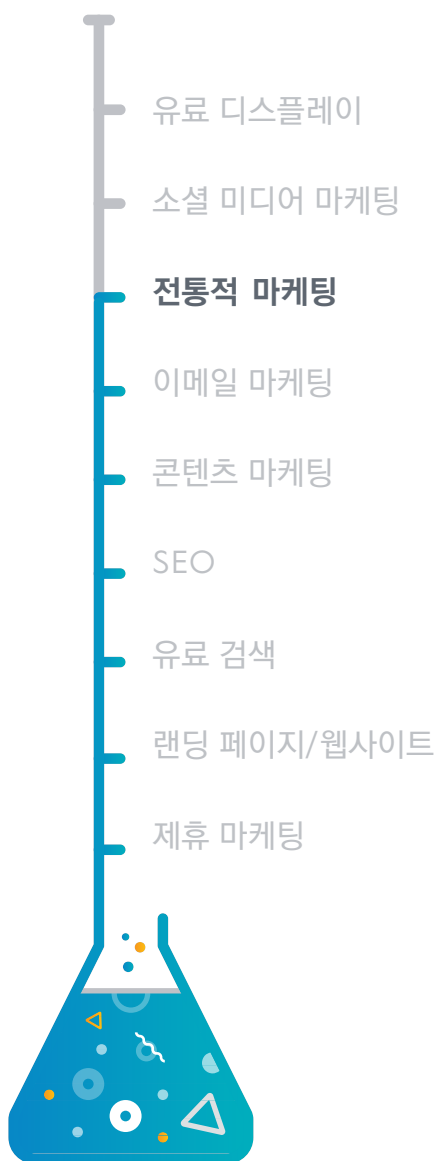 유료 디스플레이
소셜 미디어 마케팅
전통적 마케팅
이메일 마케팅
콘텐츠 마케팅
SEO
유료 검색
랜딩 페이지/웹사이트
제휴 마케팅